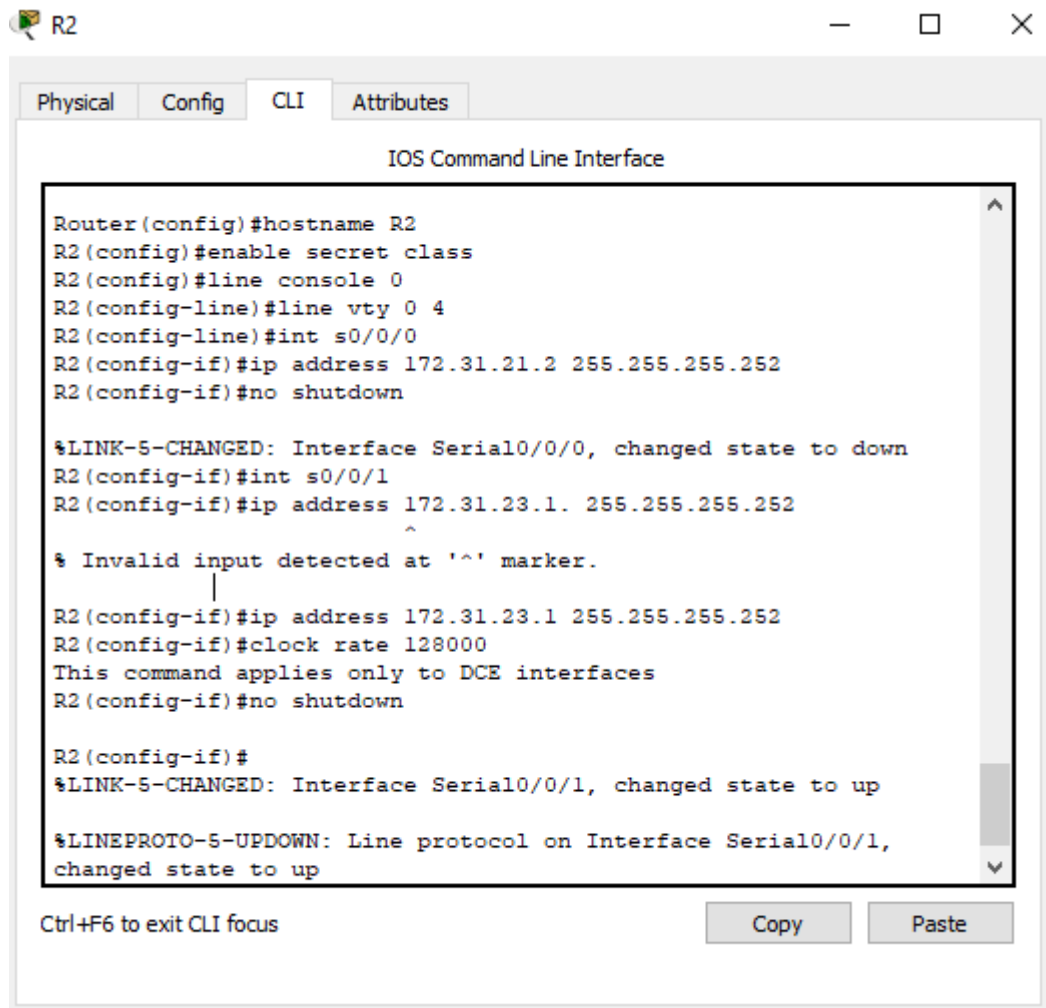 R2
Physical Config CLI Attributes
IOS Command Line Interface
Router(config)#hostname R2
R2(config)#enable secret class
R2(config)#line console 0
R2(config-line)#line vty 0 4
R2(config-line)#int s0/0/0
R2(config-if)#ip address 172.31.21.2 255.255.255.252
R2(config-if)#no shutdown
%LINK-5-CHANGED: Interface Serial0/0/0, changed state to down
R2(config-if)#int s0/0/1
R2(config-if)#ip address 172.31.23.1. 255.255.255.252
^
% Invalid input detected at '^' marker.
R2(config-if)#ip address 172.31.23.1 255.255.255.252
R2(config-if)#clock rate 128000
This command applies only to DCE interfaces
R2(config-if)#no shutdown
R2(config-if)#
%LINK-5-CHANGED: Interface Serial0/0/1, changed state to up
%LINEPROTO-5-UPDOWN: Line protocol on Interface Serial0/0/1,
changed state to up
Ctrl+F6 to exit CLI focus Copy Paste